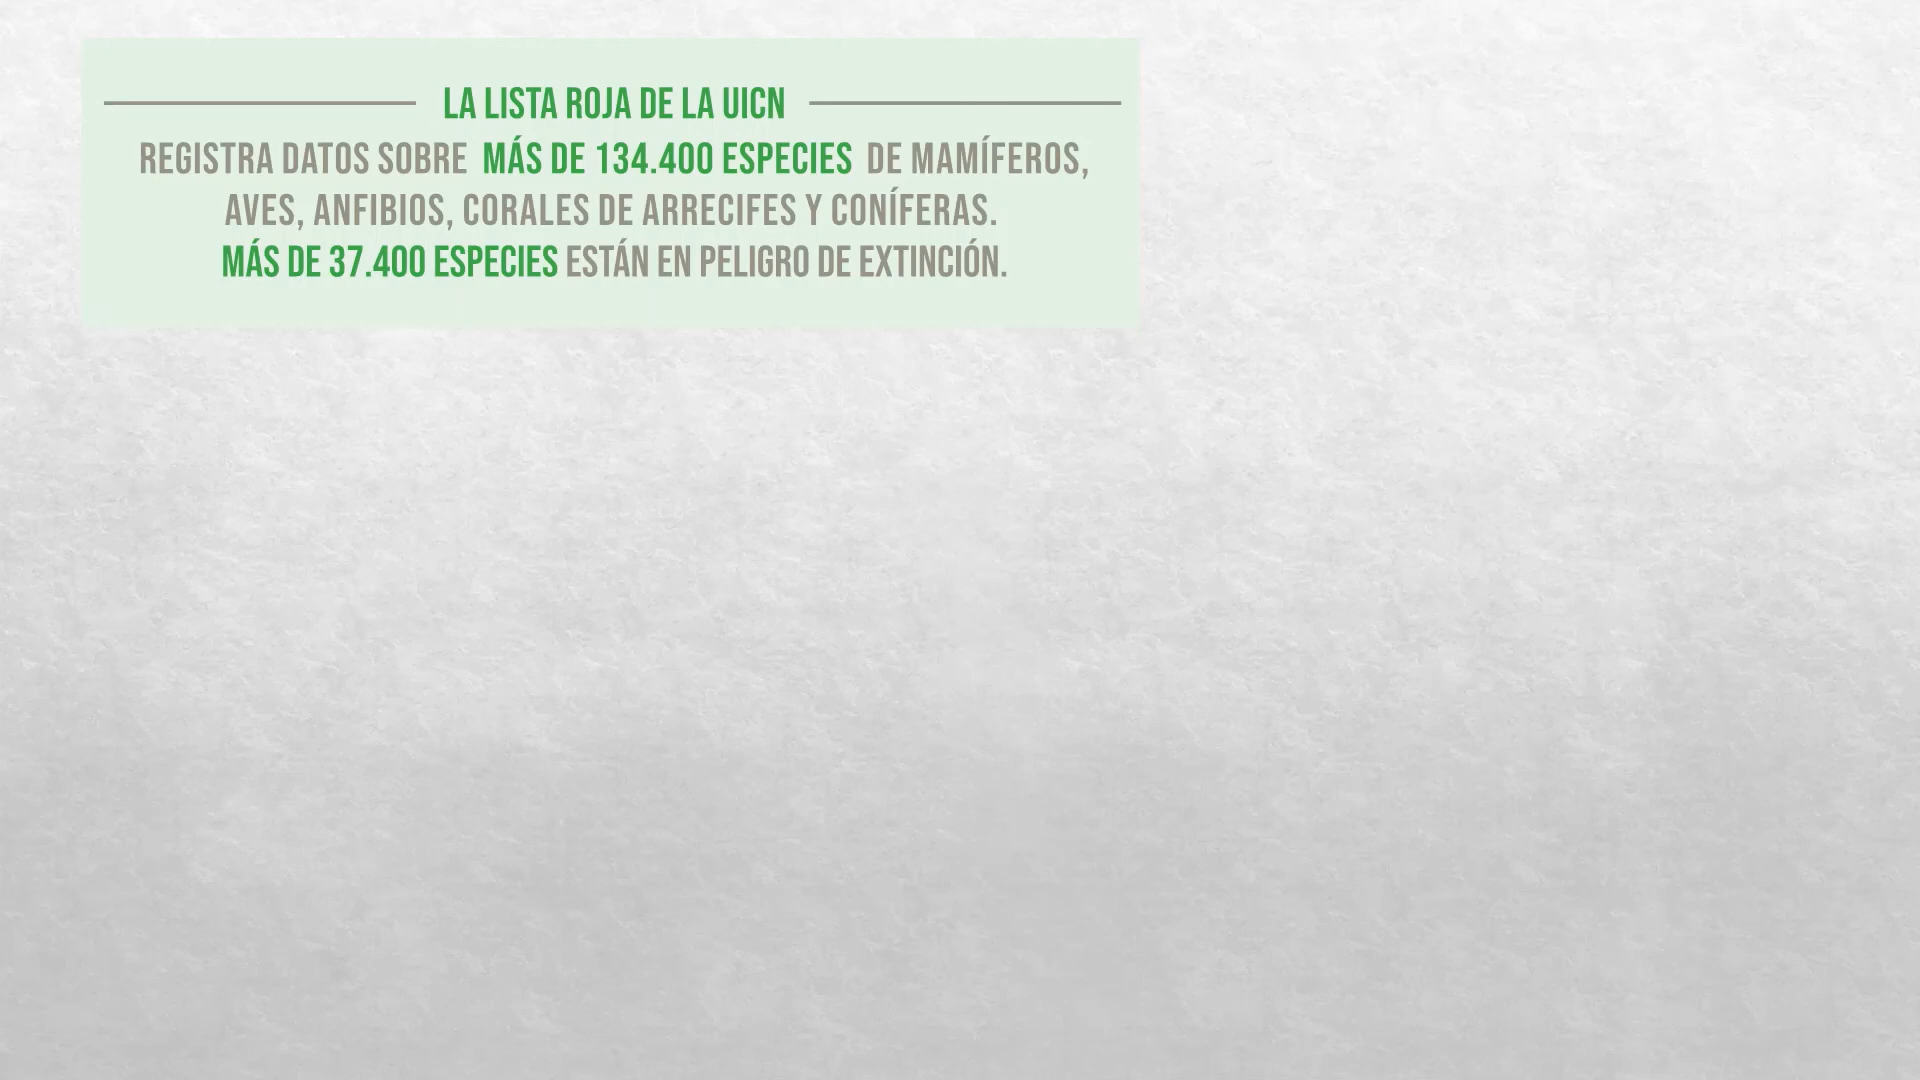 LA LISTA ROJA DE LA UICN
REGISTRA DATOS SOBRE MÁS DE 134.400 ESPECIES DE MAMÍFEROS,
AVES, ANFIBIOS, CORALES DE ARRECIFES Y CONÍFERAS.
MÁS DE 37.400 ESPECIES ESTÁN EN PELIGRO DE EXTINCIÓN.